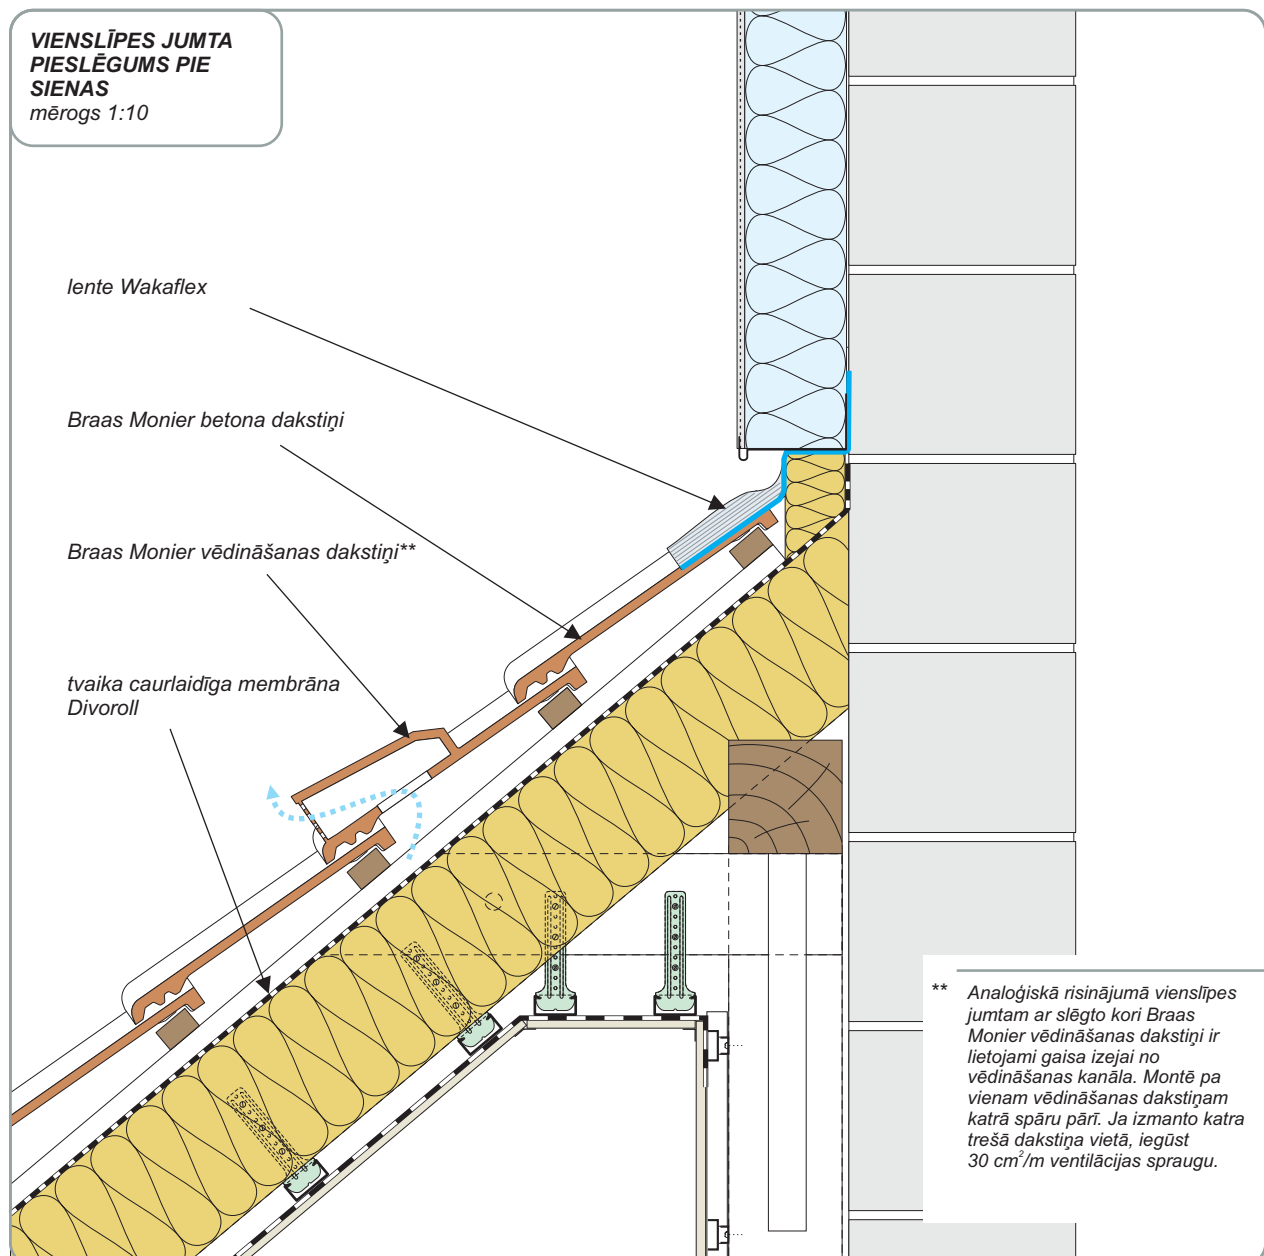 VIENSLĪPES JUMTA
PIESLĒGUMS PIE
SIENAS
mērogs 1:10
lente Wakaflex
Braas Monier betona dakstiņi
Braas Monier vēdināšanas dakstiņi**
tvaika caurlaidīga membrāna
Divoroll
** Analoģiskā risinājumā vienslīpes
jumtam ar slēgto kori Braas
Monier vēdināšanas dakstiņi ir
lietojami gaisa izejai no
vēdināšanas kanāla. Montē pa
vienam vēdināšanas dakstiņam
katrā spāru pārī. Ja izmanto katra
trešā dakstiņa vietā, iegūst
30 cm²/m ventilācijas spraugu.